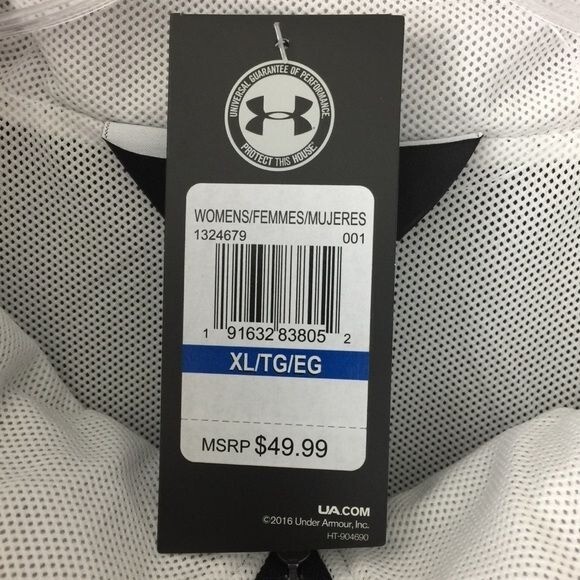 UNIVERSAL GUARANTEE OF PERFORMANCE.
PROTECT THIS HOUSE.
WOMENS/FEMMES/MUJERES
1324679 001
1 91632 83805 2
XL/TG/EG
MSRP $49.99
UA.COM
©2016 Under Armour, Inc.
HT-904690